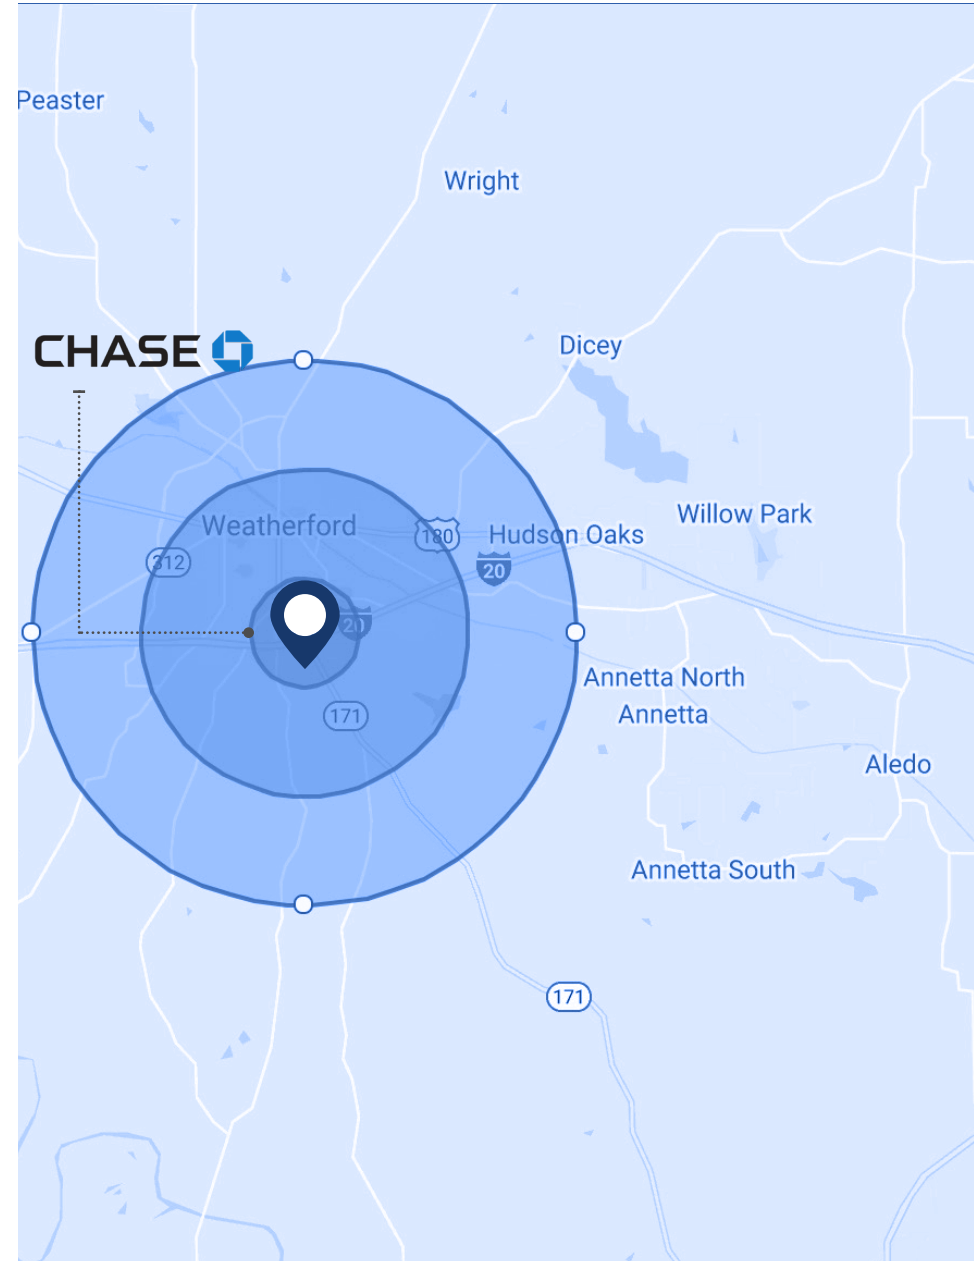 Peaster
Wright
Dicey
CHASE
Willow Park
Weatherford
180
Hudson Oaks
312
20
20
Annetta North
171
Annetta
Aledo
Annetta South
171